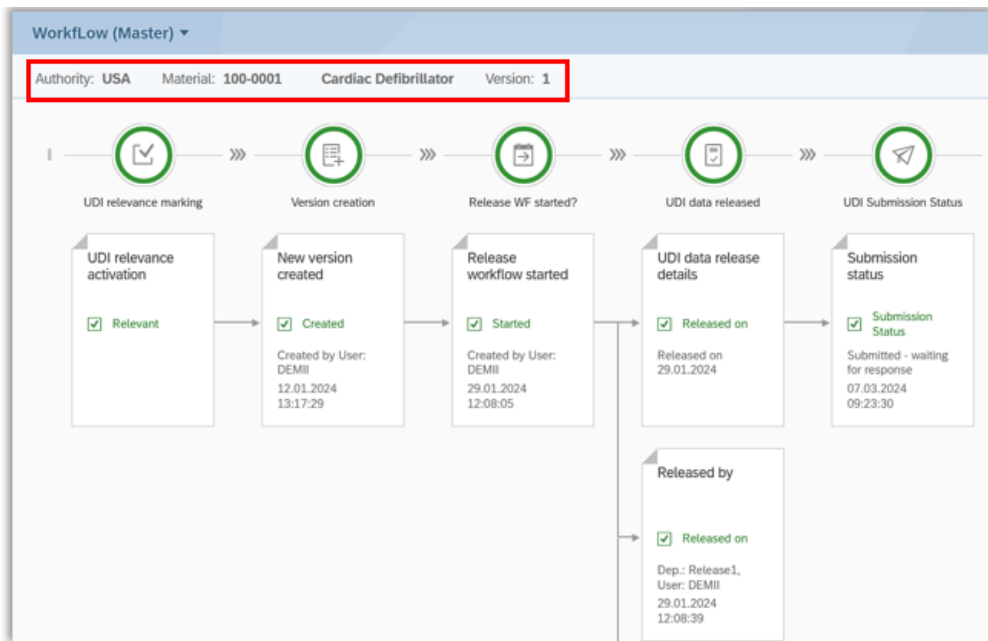 WorkfLow (Master)
Authority: USA Material: 100-0001 Cardiac Defibrillator Version: 1
UDI relevance marking
Version creation
Release WF started?
UDI data released
UDI Submission Status
UDI relevance
activation
Relevant
New version
created
Created
Created by User:
DEMII
12.01.2024
13:17:29
Release
workflow started
Started
Created by User:
DEMII
29.01.2024
12:08:05
UDI data release
details
Released on
Released on
29.01.2024
Submission
status
Submission
Status
Submitted - waiting
for response
07.03.2024
09:23:30
Released by
Released on
Dep.: Release1,
User: DEMII
29.01.2024
12:08:39